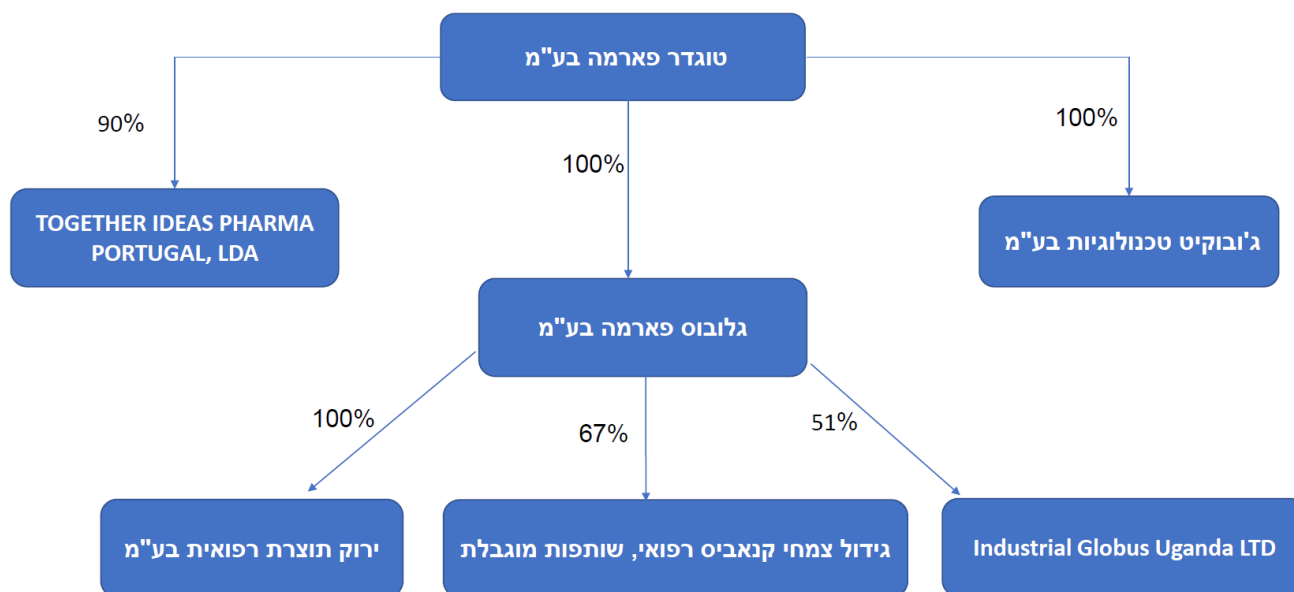 טוגדר פארמה בע"מ
90%
100%
100%
TOGETHER IDEAS PHARMA
PORTUGAL, LDA
ג'ובוקיט טכנולוגיות בע"מ
גלובוס פארמה בע"מ
100%
67%
51%
ירוק תוצרת רפואית בע"מ
גידול צמחי קנאביס רפואי, שותפות מוגבלת
Industrial Globus Uganda LTD